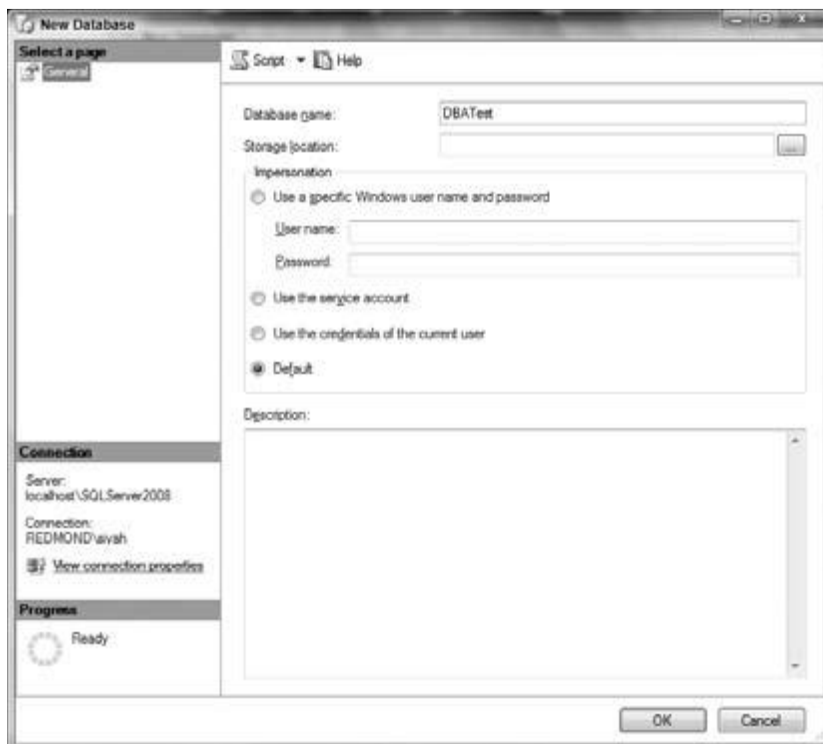 New Database
Select a page
General
Script Help
Database name: DBATest
Storage location: ...
Impersonation
Use a specific Windows user name and password
User name:
Password:
Use the service account
Use the credentials of the current user
Default
Description:
Connection
Server:
localhost\SQLServer2008
Connection:
REDMOND\sivah
View connection properties
Progress
Ready
OK Cancel